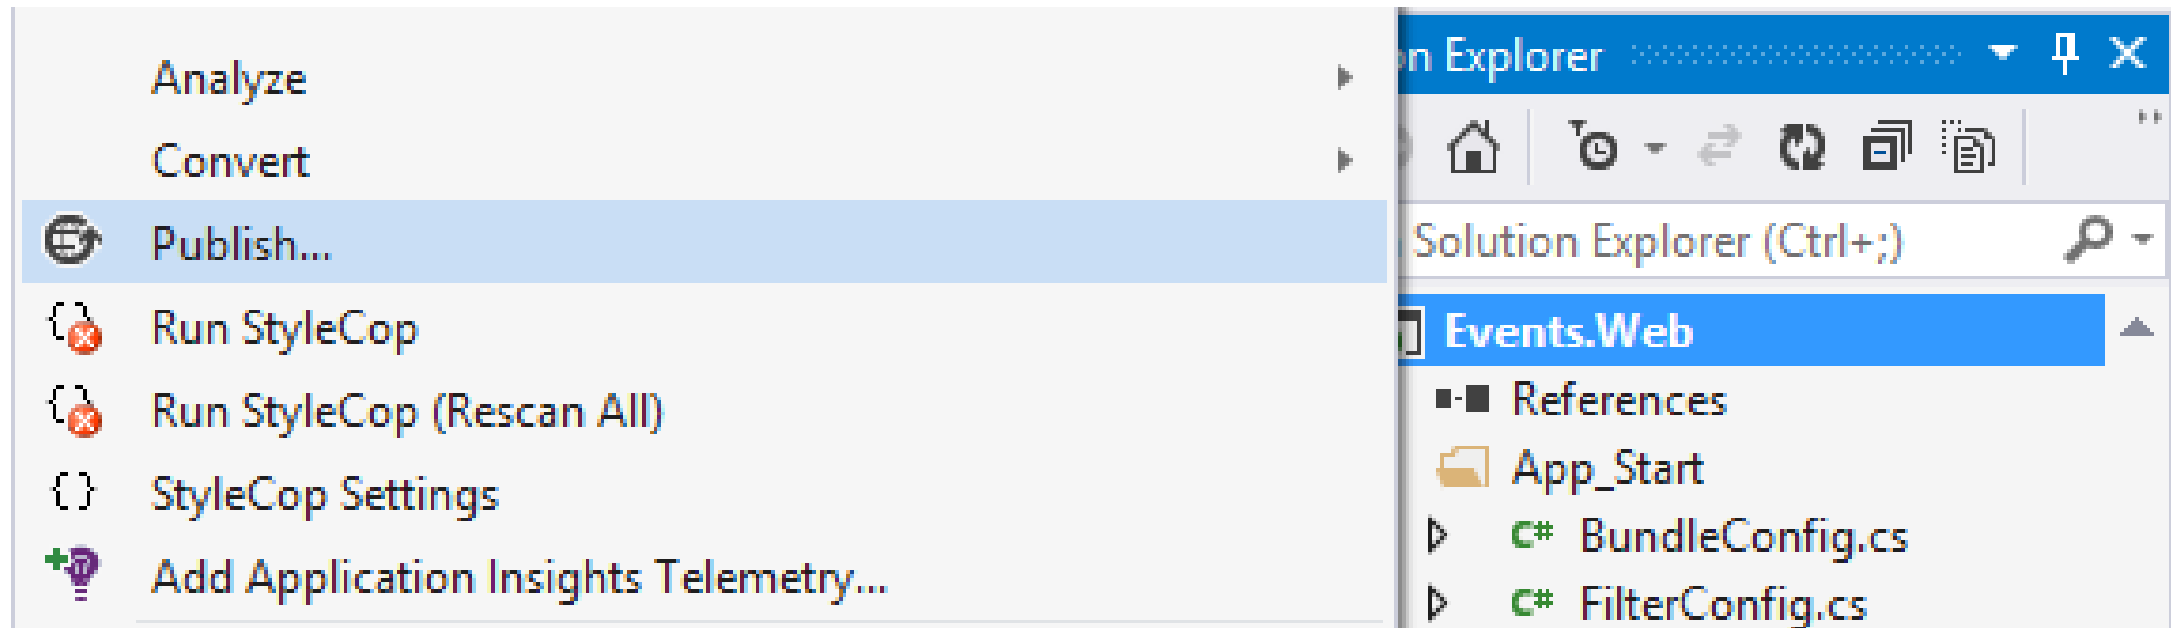 Analyze
Convert
Publish...
Run StyleCop
Run StyleCop (Rescan All)
StyleCop Settings
Add Application Insights Telemetry...
Explorer
Solution Explorer (Ctrl+;)
Events.Web
References
App_Start
C# BundleConfig.cs
C# FilterConfig.cs